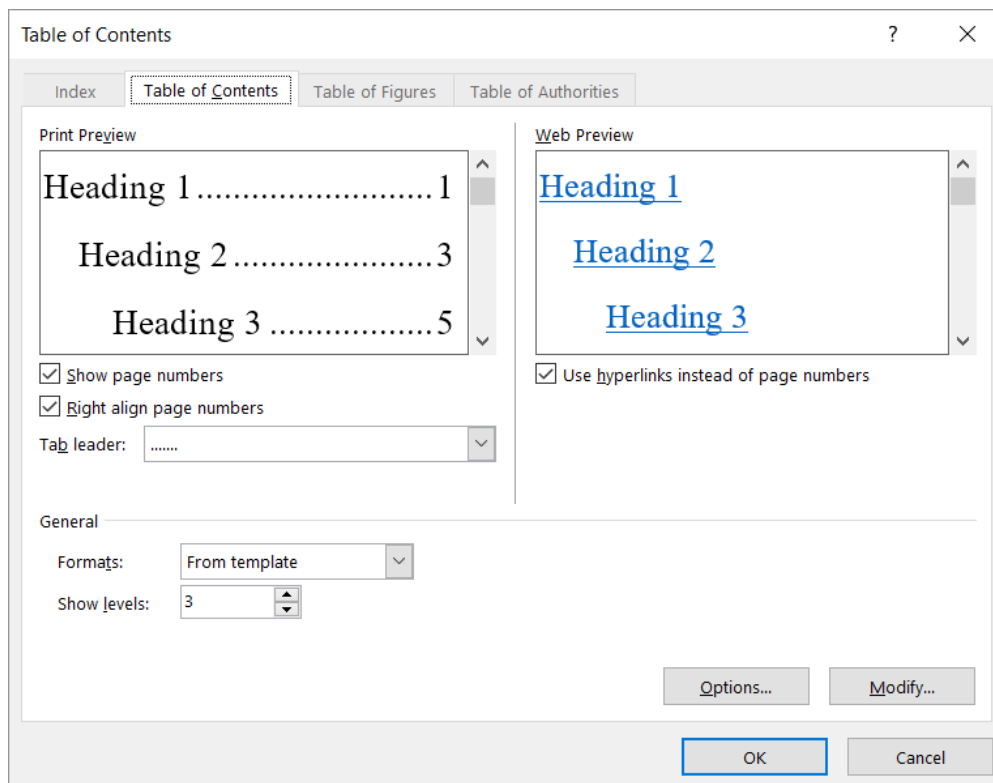 Table of Contents ?
Index Table of Contents Table of Figures Table of Authorities
Print Preview
Heading 1..........................1
Heading 2......................3
Heading 3..................5
Show page numbers
Right align page numbers
Tab leader: .......
Web Preview
Heading 1
Heading 2
Heading 3
Use hyperlinks instead of page numbers
General
Formats: From template
Show levels: 3
Options... Modify...
OK Cancel